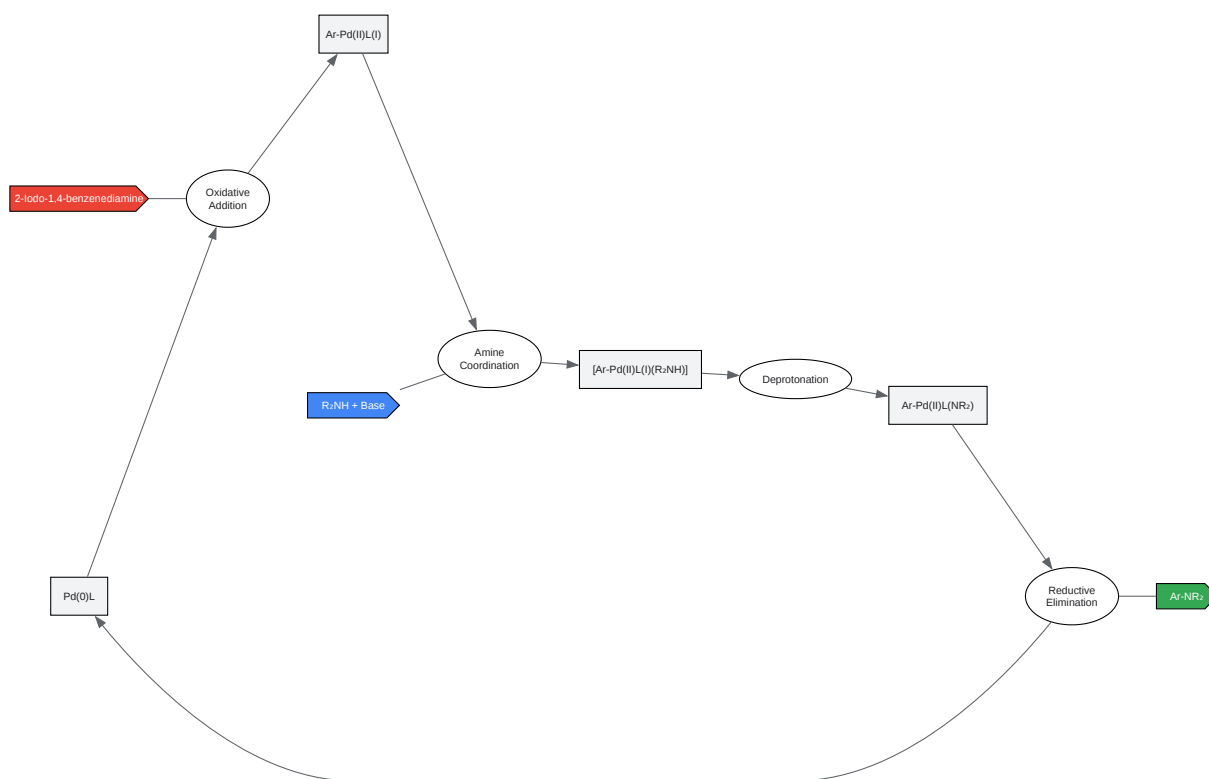 Ar-Pd(II)L(I)
2-Iodo-1,4-benzenediamine
Oxidative
Addition
Amine
Coordination
R₂NH + Base
[Ar-Pd(II)L(I)(R₂NH)]
Deprotonation
Ar-Pd(II)L(NR₂)
Pd(0)L
Reductive
Elimination
Ar-NR₂